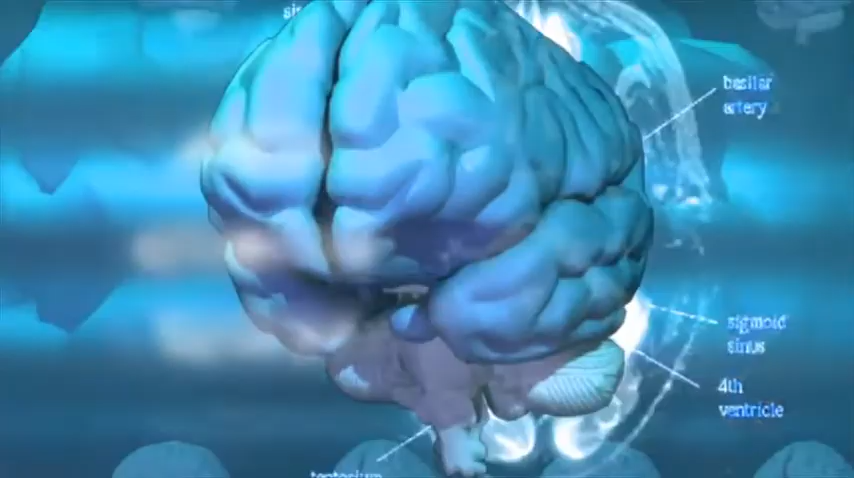 basilar
artery
sigmoid
sinus
4th
ventricle